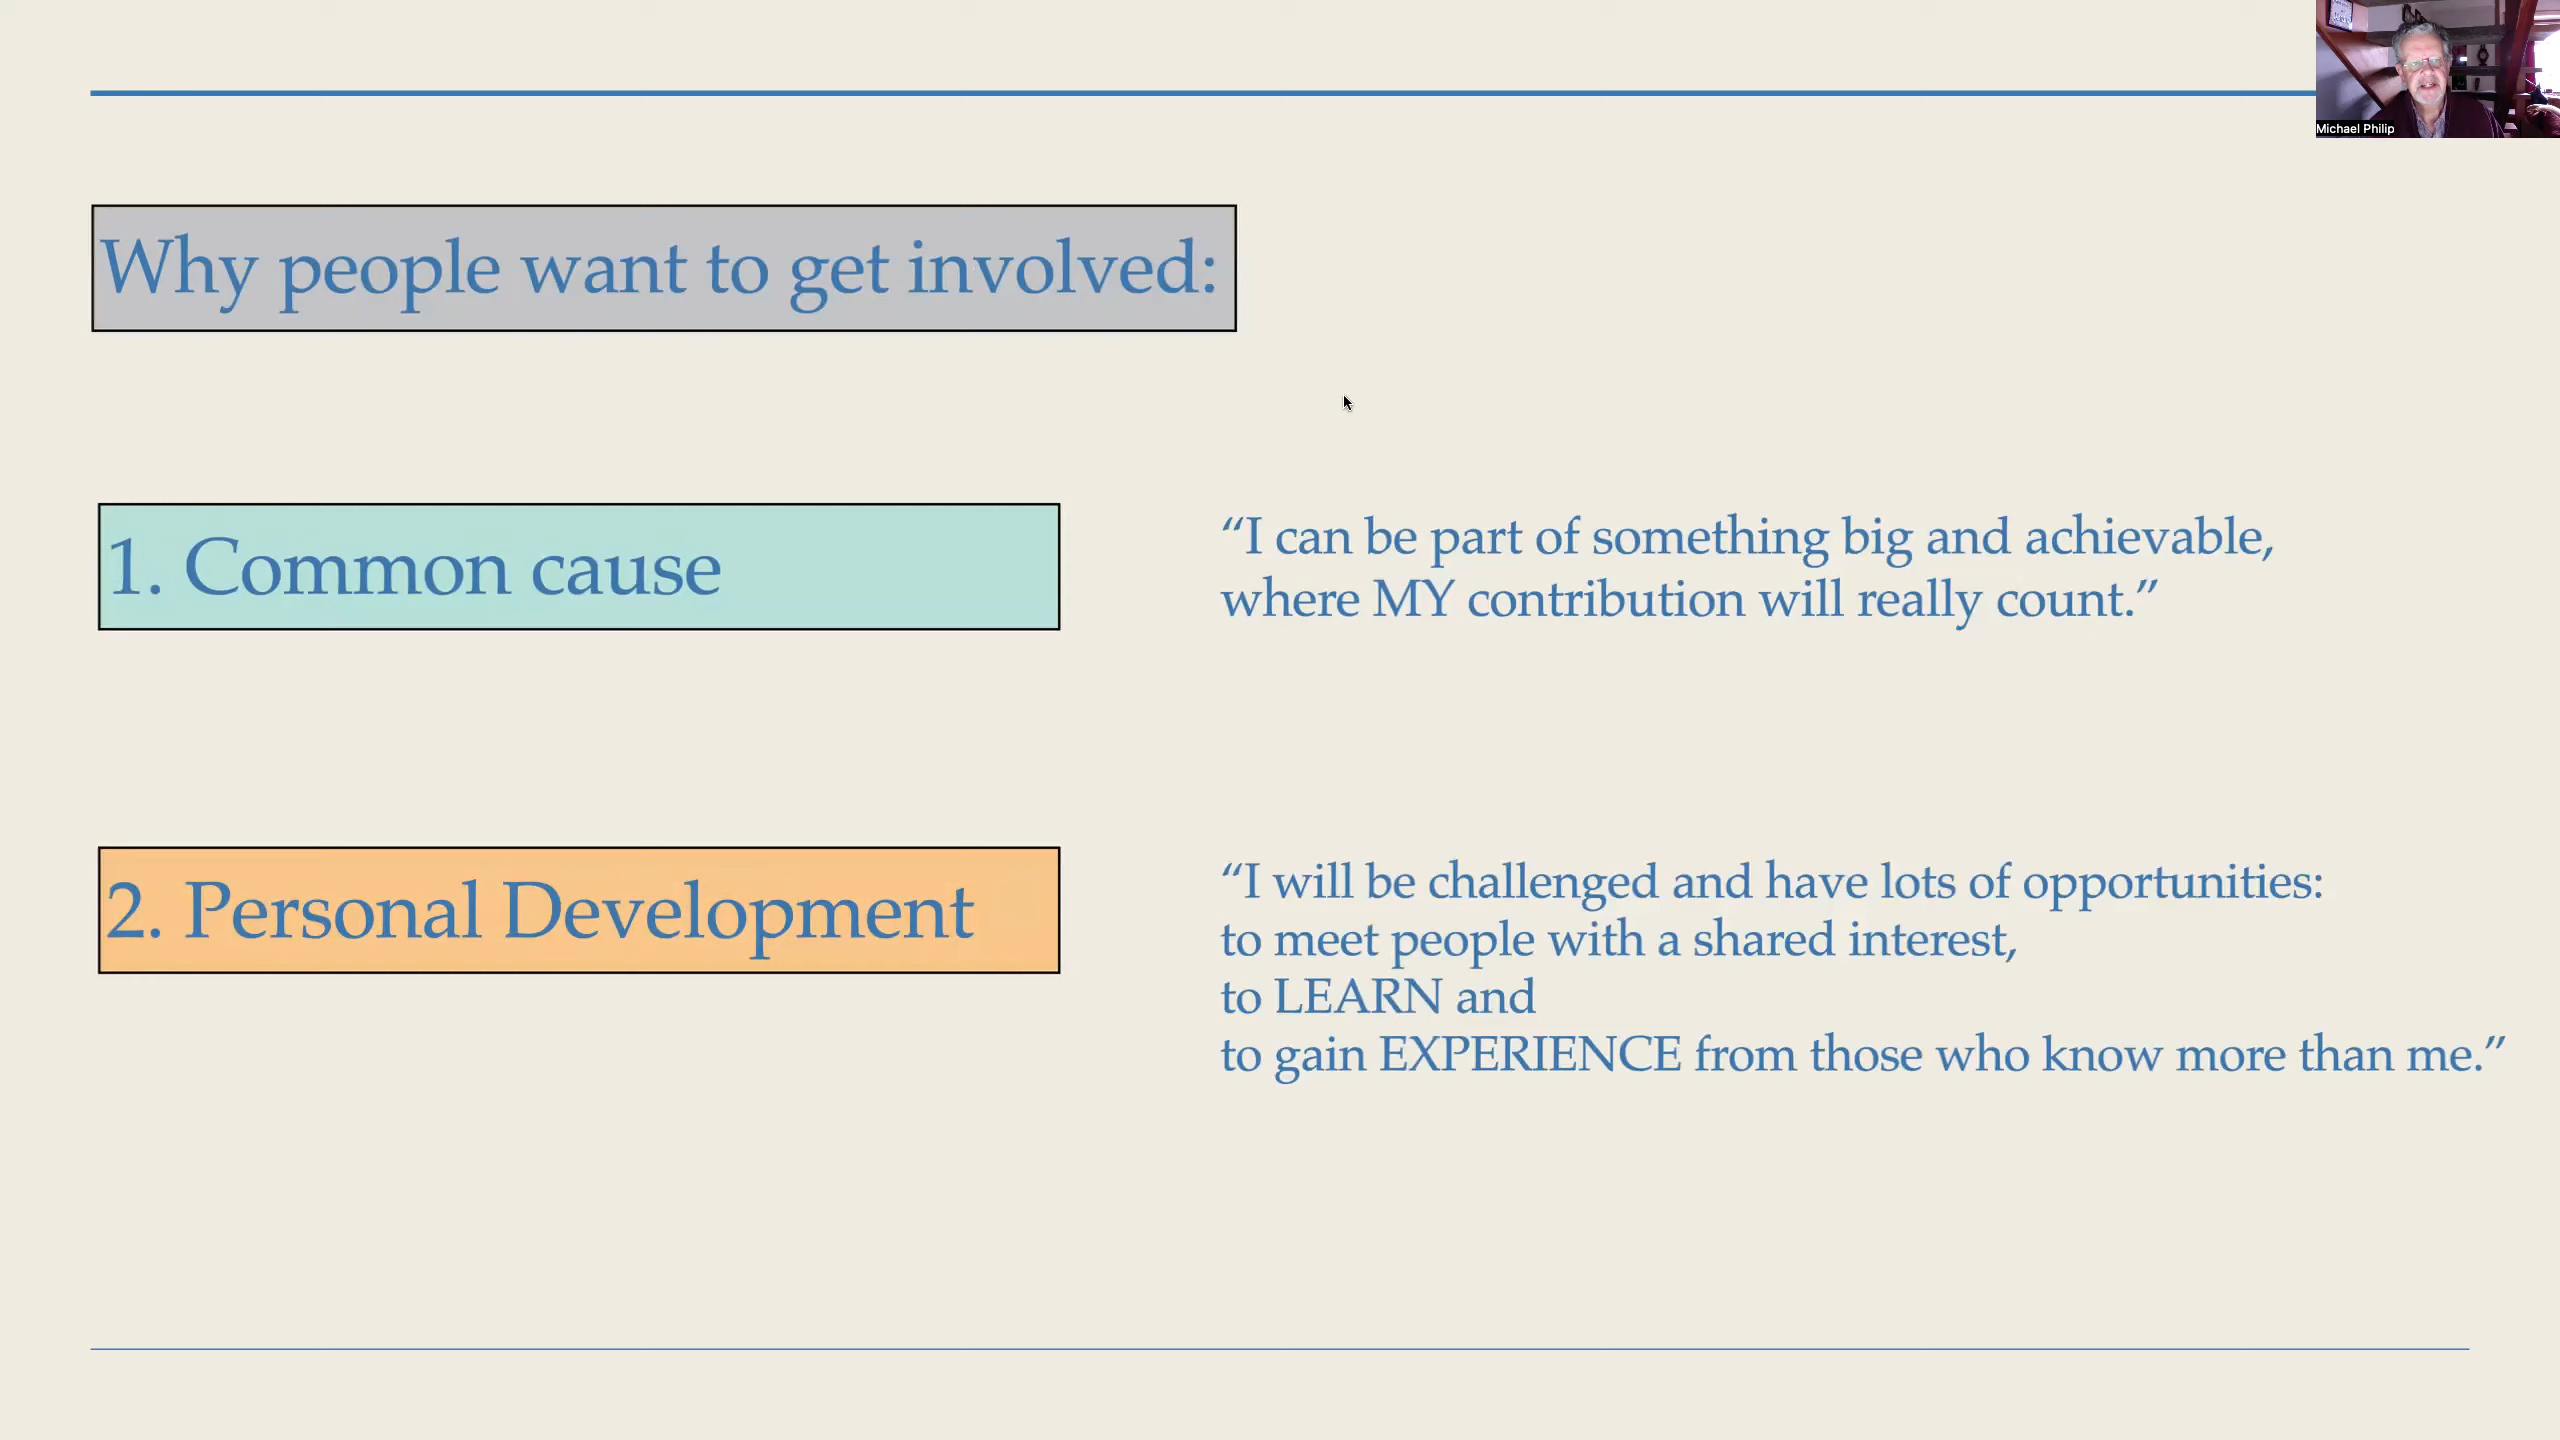 Michael Philip
Why people want to get involved:
1. Common cause
“I can be part of something big and achievable,
where MY contribution will really count.”
2. Personal Development
“I will be challenged and have lots of opportunities:
to meet people with a shared interest,
to LEARN and
to gain EXPERIENCE from those who know more than me.”